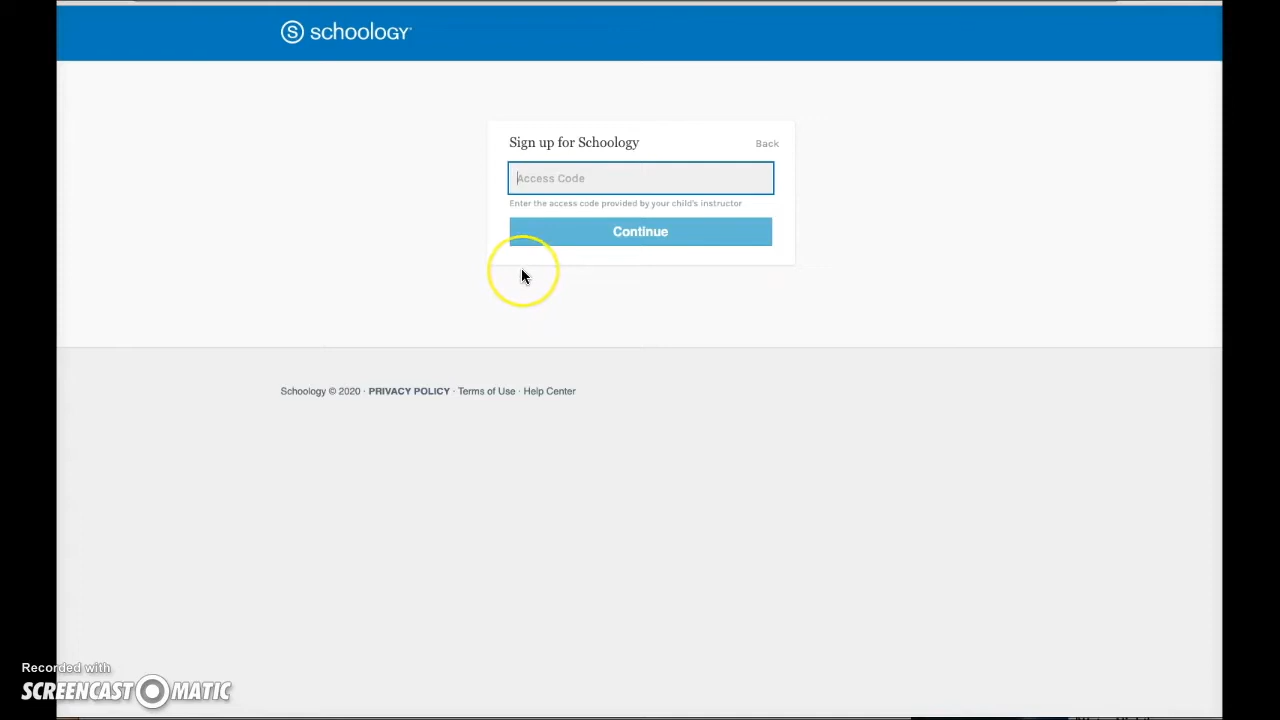 schoology
Sign up for Schoology
Back
Access Code
Enter the access code provided by your child's instructor
Continue
Schoology © 2020 · PRIVACY POLICY · Terms of Use · Help Center
Recorded with
SCREENCAST-O-MATIC